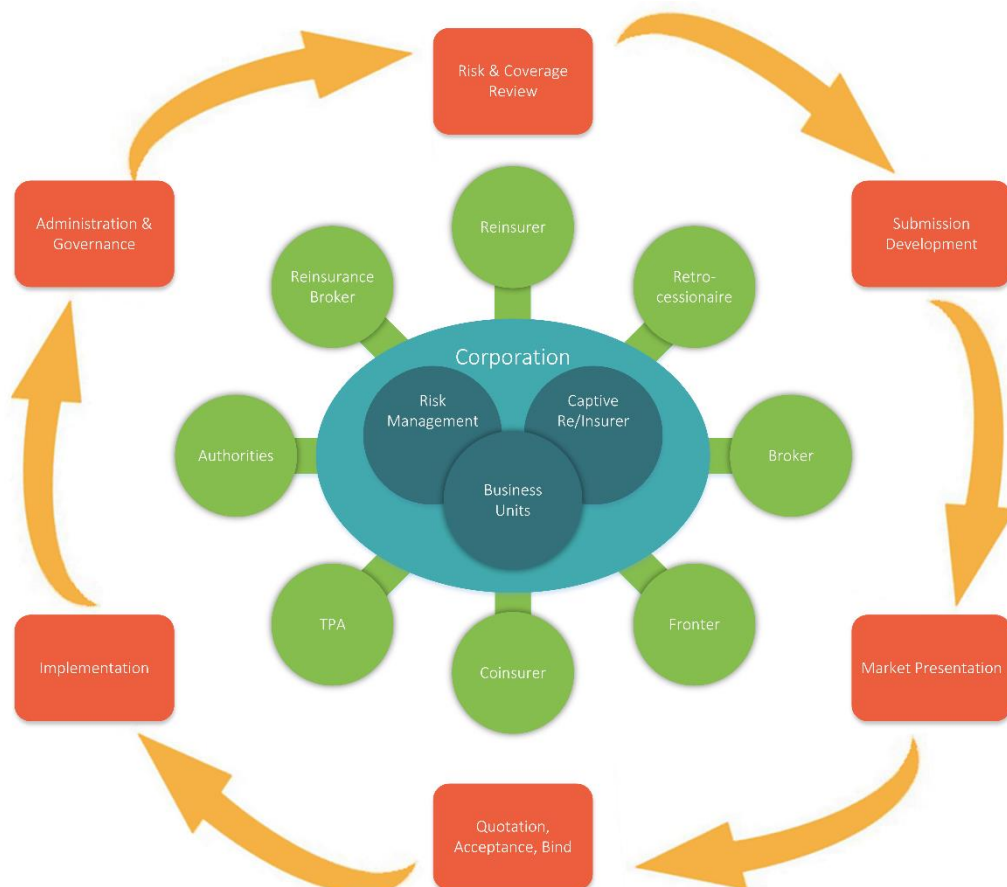 Risk & Coverage
Review
Administration &
Governance
Submission
Development
Reinsurer
Reinsurance
Broker
Retro-
cessionaire
Corporation
Risk
Management
Captive
Re/Insurer
Authorities
Broker
Business
Units
TPA
Fronter
Implementation
Coinsurer
Market Presentation
Quotation,
Acceptance, Bind